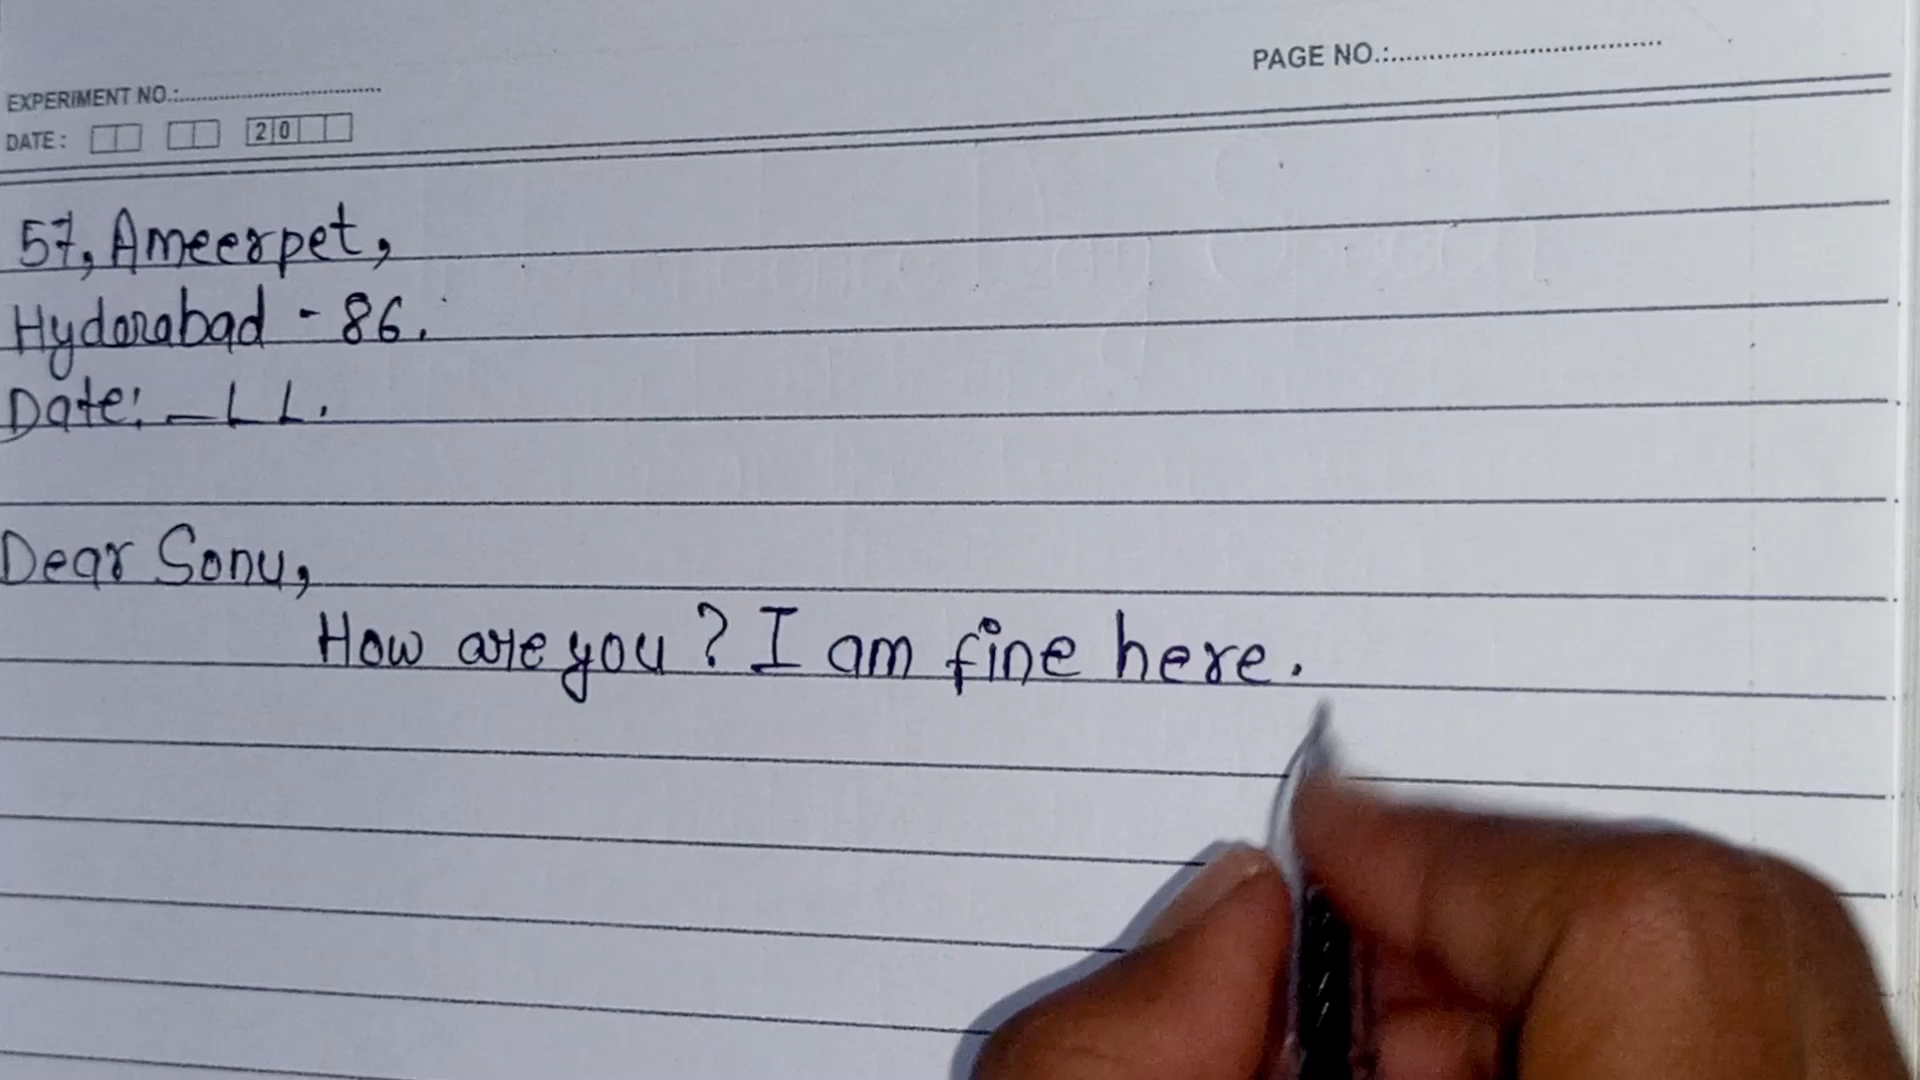 PAGE NO.:
EXPERIMENT NO.:
DATE: 20
57, Ameerpet,
Hyderabad - 86.
Date: _ L L.
Dear Sonu,
How are you? I am fine here.